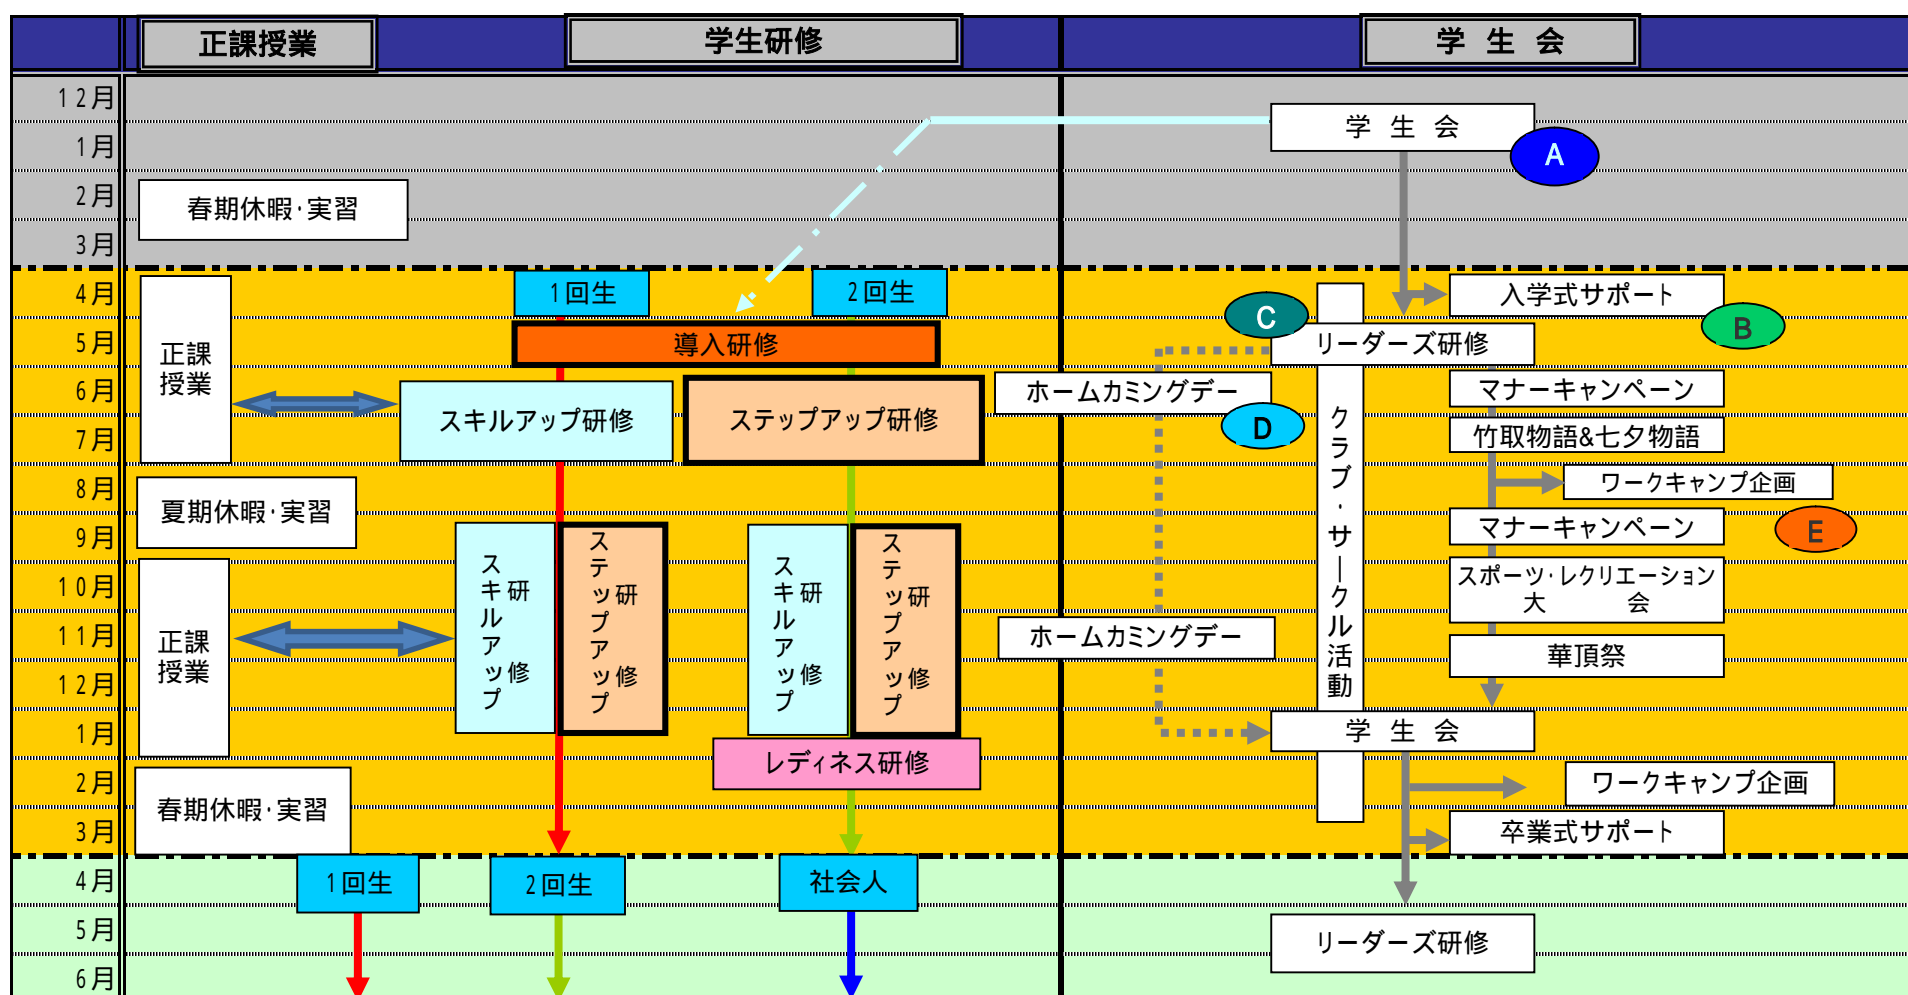 正課授業
学生研修
学 生 会
12月
1月
2月
3月
4月
5月
6月
7月
8月
9月
10月
11月
12月
1月
2月
3月
4月
5月
6月
春期休暇・実習
正課
授業
夏期休暇・実習
正課
授業
春期休暇・実習
1回生
2回生
導入研修
スキルアップ研修
ステップアップ研修
スキルアップ
研修
ステップアップ
研修
スキルアップ
研修
ステップアップ
研修
レディネス研修
1回生
2回生
社会人
学 生 会
A
入学式サポート
B
C
リーダーズ研修
ホームカミングデー
D
マナーキャンペーン
竹取物語&七夕物語
ワークキャンプ企画
マナーキャンペーン
E
スポーツ・レクリエーション
大 会
ホームカミングデー
華頂祭
クラブ・サークル活動
学 生 会
ワークキャンプ企画
卒業式サポート
リーダーズ研修